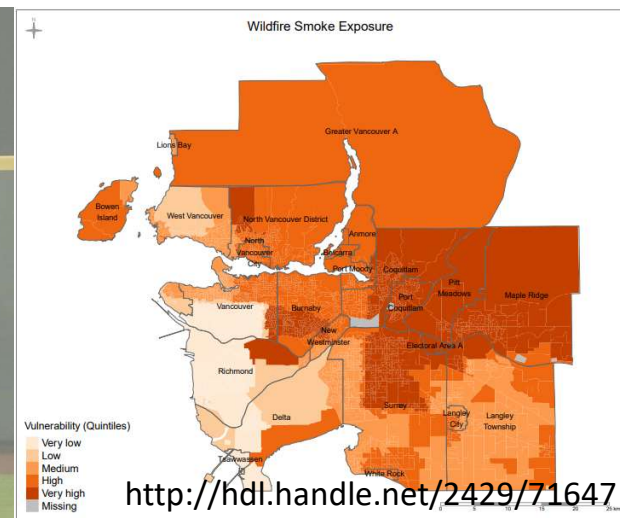 Wildfire Smoke Exposure
Greater Vancouver A
Lions Bay
Bowen
Island
West Vancouver
North Vancouver District
North
Vancouver
City
Anmore
Belcarra
Port Moody
Coquitlam
Pitt
Meadows
Maple Ridge
Port
Coquitlam
Vancouver
Burnaby
New
Westminster
Electoral Area A
Richmond
Delta
Surrey
Langley
City
Langley
Township
Tsawwassen
White Rock
Vulnerability (Quintiles)
Very low
Low
Medium
High
Very high
Missing
http://hdl.handle.net/2429/71647